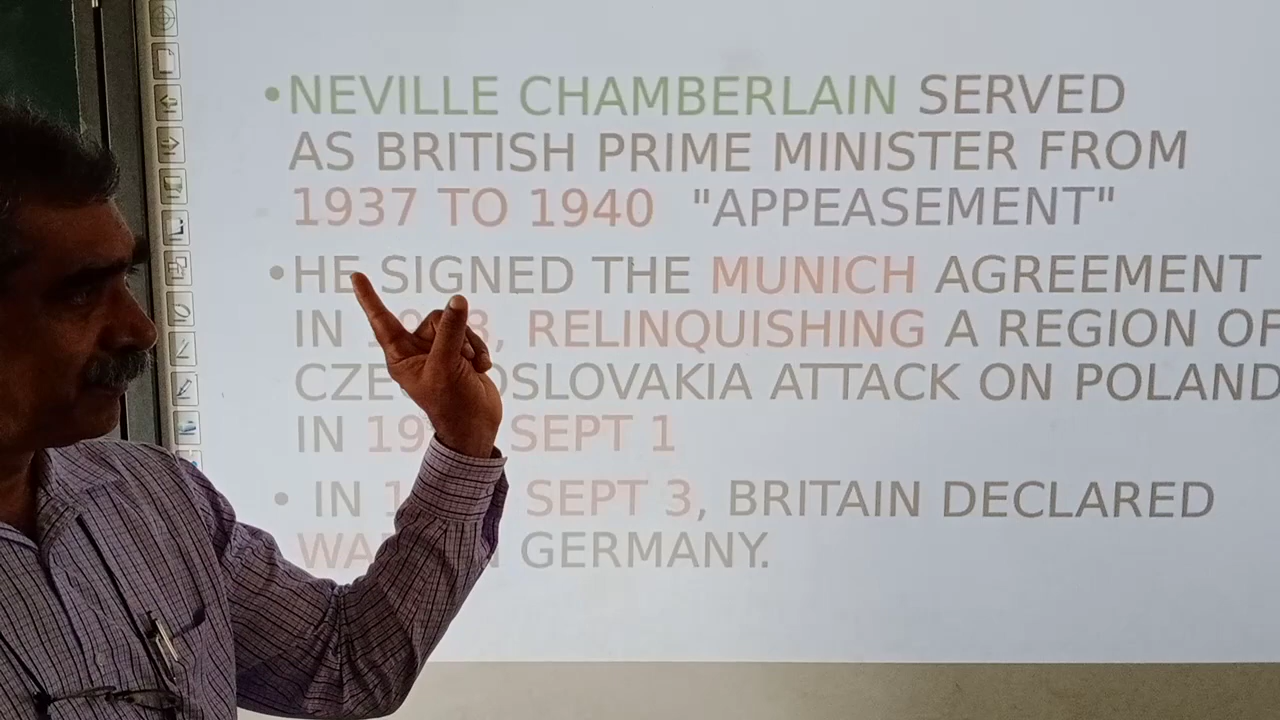 •NEVILLE CHAMBERLAIN SERVED
AS BRITISH PRIME MINISTER FROM
1937 TO 1940 "APPEASEMENT"
•HE SIGNED THE MUNICH AGREEMENT
IN RELINQUISHING A REGION OF
ATTACK ON POLAND
IN SEPT 1
• IN SEPT 3, BRITAIN DECLARED
GERMANY.